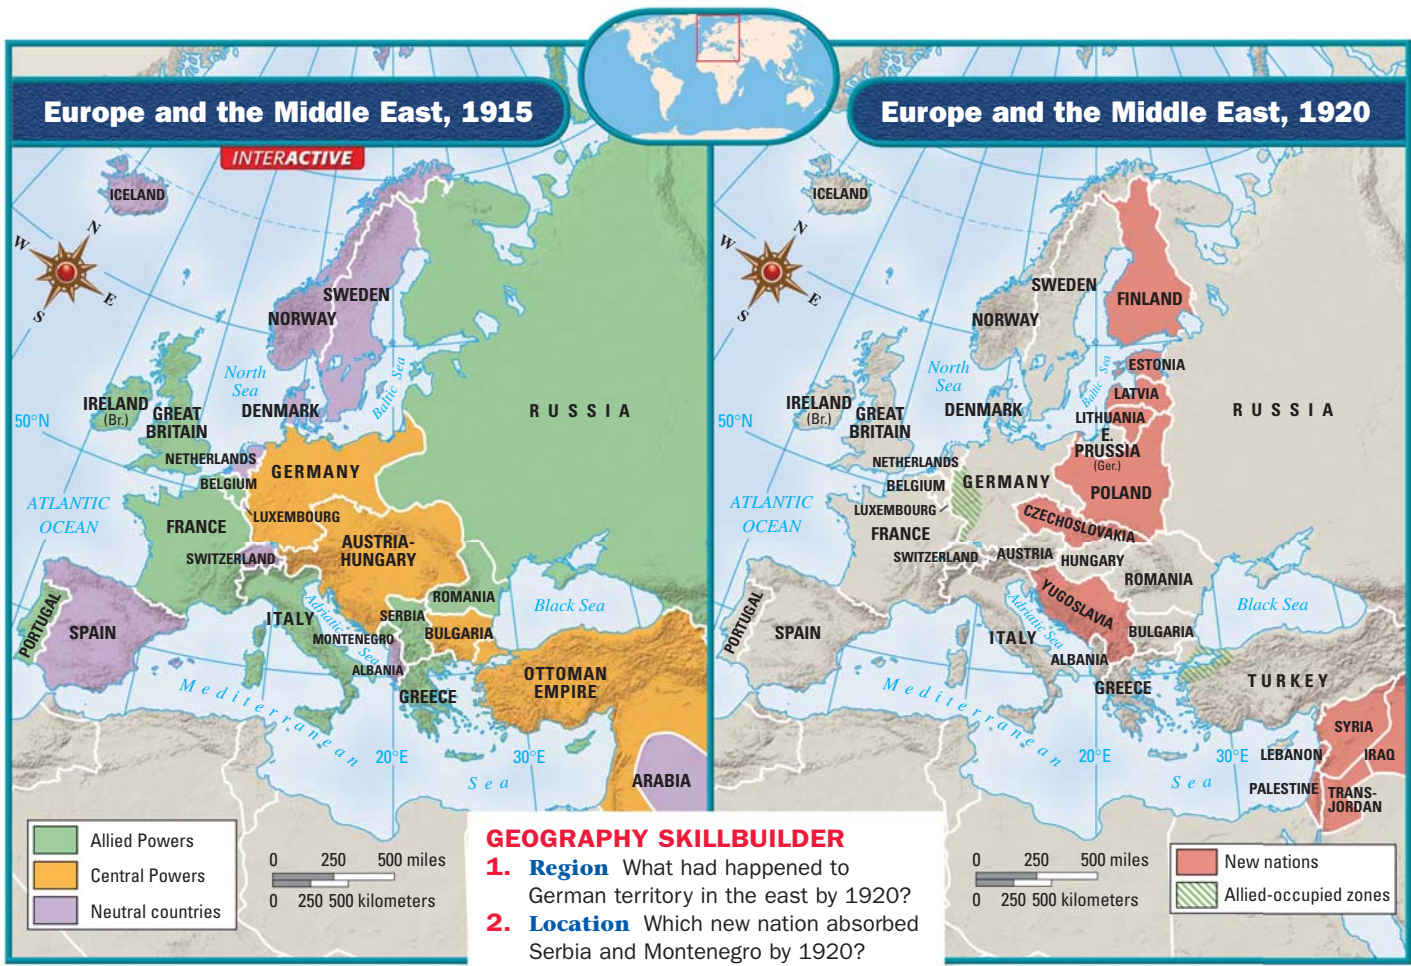 Europe and the Middle East, 1915
INTERACTIVE
ICELAND
N
W
E
S
SWEDEN
NORWAY
North
Sea
Baltic Sea
IRELAND
(Br.)
GREAT
BRITAIN
DENMARK
RUSSIA
50°N
NETHERLANDS
GERMANY
BELGIUM
ATLANTIC
OCEAN
LUXEMBOURG
FRANCE
AUSTRIA-
HUNGARY
SWITZERLAND
ROMANIA
Black Sea
PORTUGAL
SPAIN
ITALY
Adriatic Sea
SERBIA
MONTENEGRO
BULGARIA
ALBANIA
GREECE
OTTOMAN
EMPIRE
Mediterranean
Sea
20°E
30°E
ARABIA
Allied Powers
Central Powers
Neutral countries
0 250 500 miles
0 250 500 kilometers
Europe and the Middle East, 1920
ICELAND
N
W
E
S
SWEDEN
FINLAND
NORWAY
North
Sea
Baltic Sea
ESTONIA
LATVIA
LITHUANIA
IRELAND
(Br.)
GREAT
BRITAIN
DENMARK
RUSSIA
50°N
E.
PRUSSIA
(Ger.)
NETHERLANDS
GERMANY
BELGIUM
POLAND
ATLANTIC
OCEAN
LUXEMBOURG
CZECHOSLOVAKIA
FRANCE
SWITZERLAND
AUSTRIA
HUNGARY
ROMANIA
YUGOSLAVIA
Black Sea
PORTUGAL
SPAIN
ITALY
Adriatic Sea
BULGARIA
ALBANIA
GREECE
TURKEY
Mediterranean
Sea
20°E
30°E
SYRIA
LEBANON
IRAQ
PALESTINE
TRANS-
JORDAN
0 250 500 miles
0 250 500 kilometers
New nations
Allied-occupied zones
GEOGRAPHY SKILLBUILDER
1. Region What had happened to
German territory in the east by 1920?
2. Location Which new nation absorbed
Serbia and Montenegro by 1920?